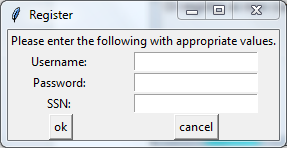 Register
Please enter the following with appropriate values.
Username:
Password:
SSN:
ok cancel